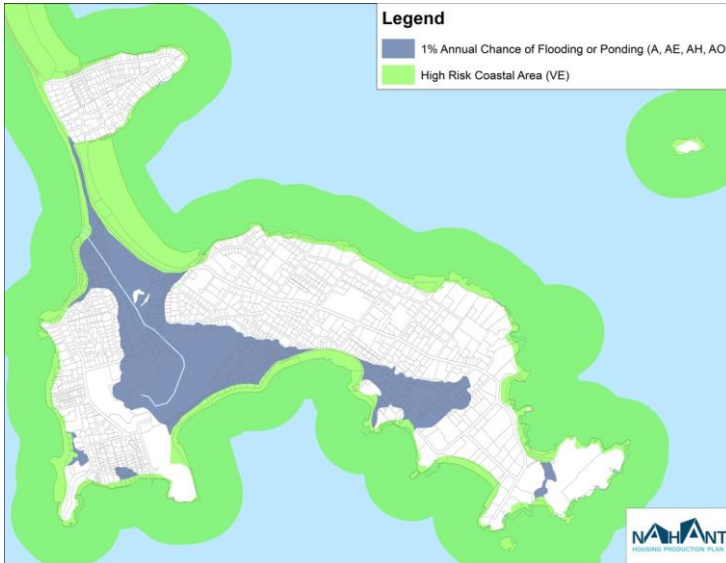 Legend
1% Annual Chance of Flooding or Ponding (A, AE, AH, AO
High Risk Coastal Area (VE)
NAHANT
HOUSING PRODUCTION PLAN